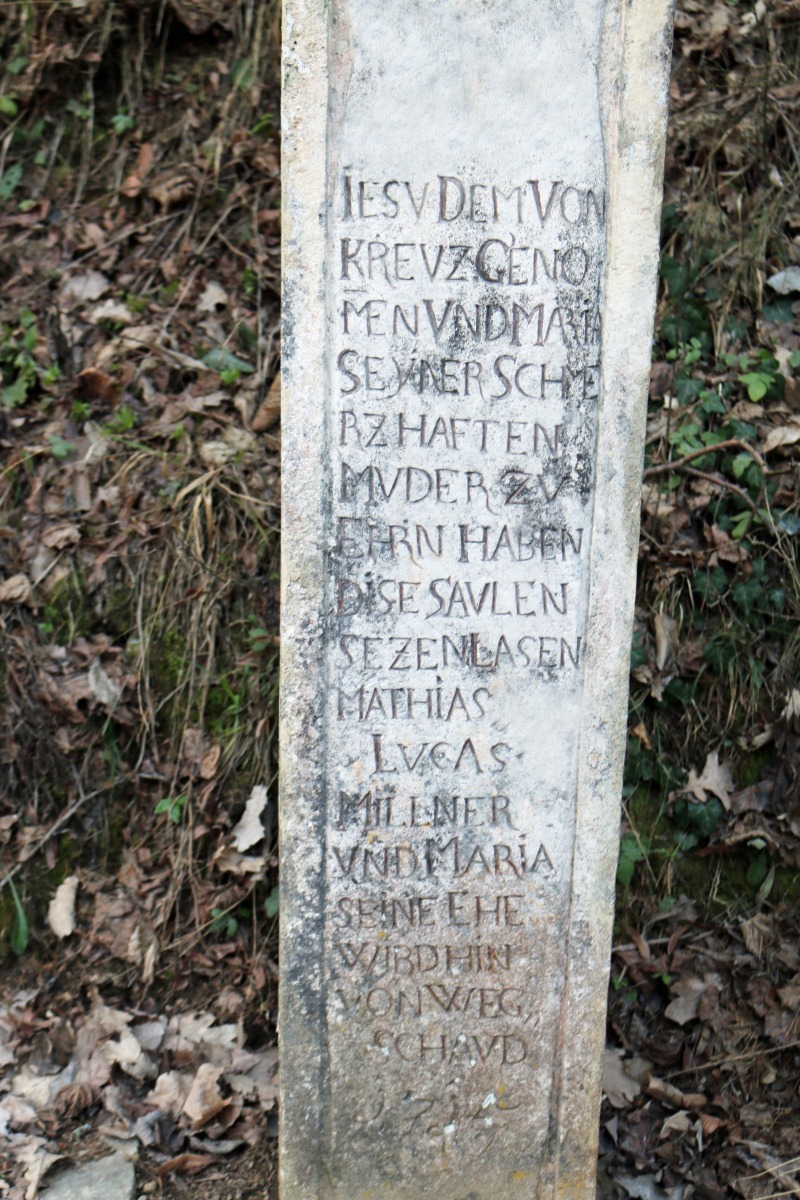 IESV DEM VON
KREVZ GENO
M̅EN VND MARIA
SEYNER SCHME
RZHAFTEN
MVDER ZV
EHRN HABEN
DISE SAVLEN
SEZEN LASEN
MATHIAS
LVCAS
MILLNER
VND MARIA
SEINE EHE
WIRDHIN
VON WEG
SCHAVD